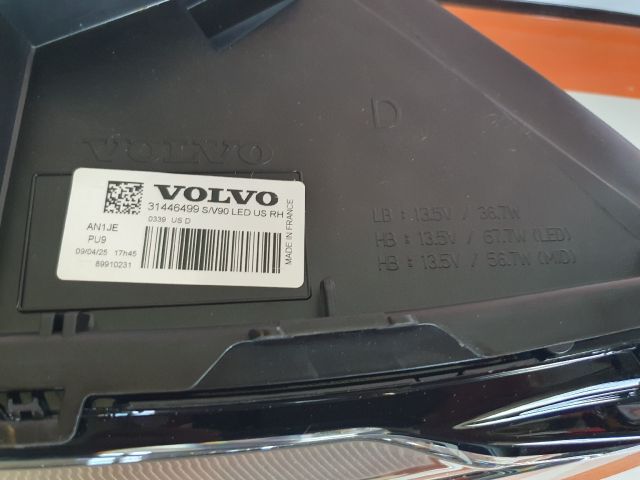 D
VOLVO
VOLVO
31446499 S/V90 LED US RH
0339 US D
AN1JE
PU9
09/04/25 17h45
89910231
MADE IN FRANCE
LB : 13.5V / 36.7W
HB : 13.5V / 67.7W (LED)
HB : 13.5V / 56.7W (MID)